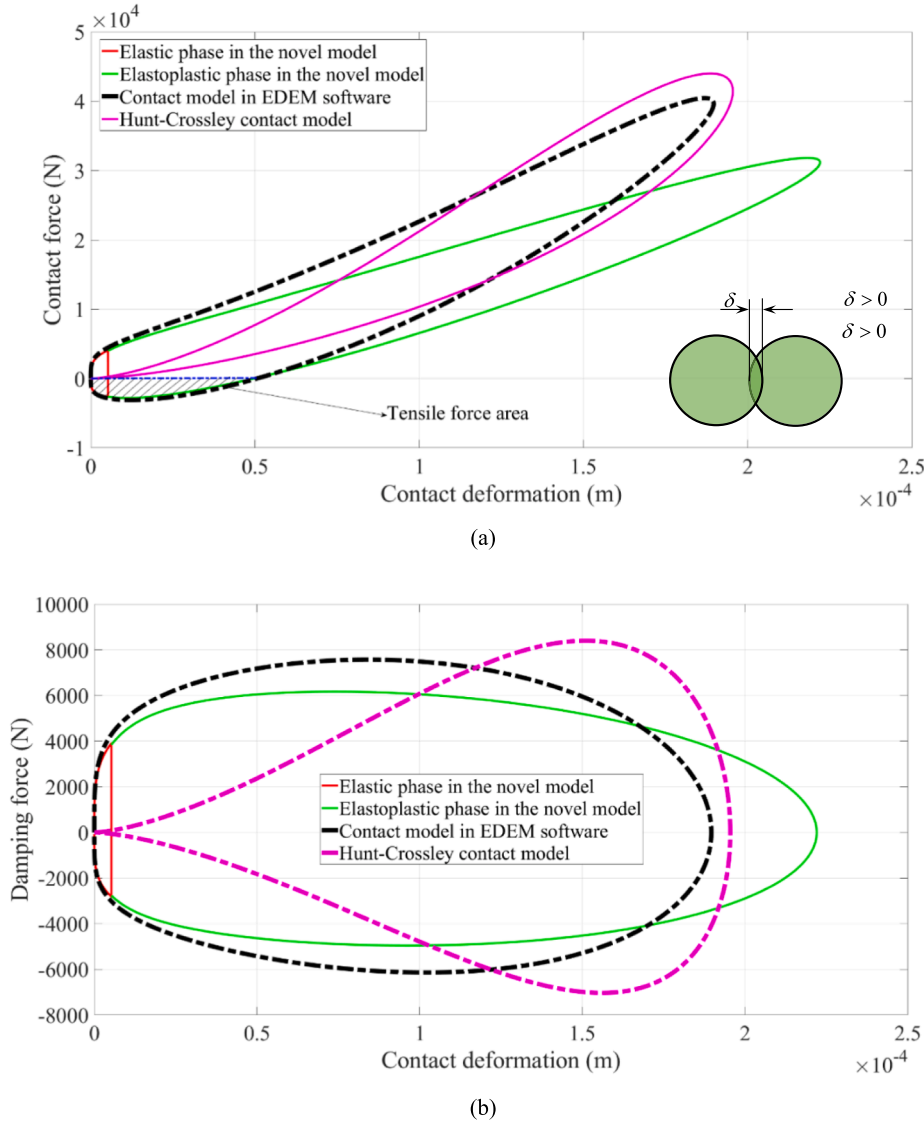 ×10⁴
5
4
3
2
1
0
-1
Contact force (N)
Elastic phase in the novel model
Elastoplastic phase in the novel model
Contact model in EDEM software
Hunt-Crossley contact model
δ
δ > 0
δ > 0
Tensile force area
0 0.5 1 1.5 2 2.5
Contact deformation (m)
×10⁻⁴
(a)
10000
8000
6000
4000
2000
0
-2000
-4000
-6000
-8000
Damping force (N)
Elastic phase in the novel model
Elastoplastic phase in the novel model
Contact model in EDEM software
Hunt-Crossley contact model
0 0.5 1 1.5 2 2.5
Contact deformation (m)
×10⁻⁴
(b)